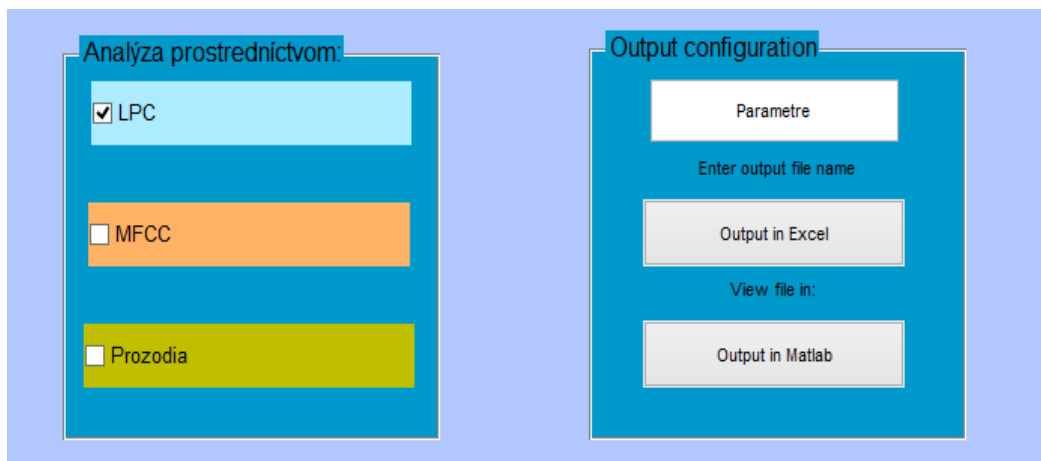 Analýza prostredníctvom:
LPC
MFCC
Prozodia
Output configuration
Parametre
Enter output file name
Output in Excel
View file in:
Output in Matlab